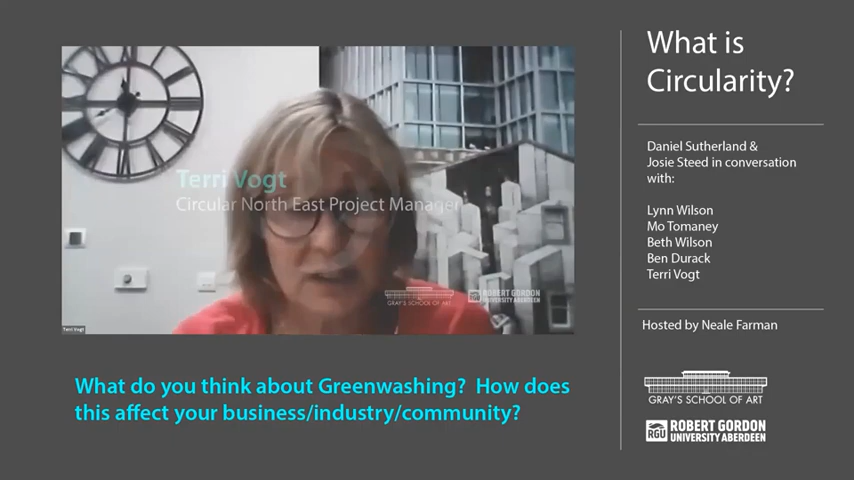 Terri Vogt
Circular North East Project Manager
GRAY'S SCHOOL OF ART
ROBERT GORDON
UNIVERSITY ABERDEEN
Terri Vogt
What do you think about Greenwashing?  How does
this affect your business/industry/community?
What is
Circularity?
Daniel Sutherland &
Josie Steed in conversation
with:
Lynn Wilson
Mo Tomaney
Beth Wilson
Ben Durack
Terri Vogt
Hosted by Neale Farman
GRAY'S SCHOOL OF ART
RGU
ROBERT GORDON
UNIVERSITY ABERDEEN